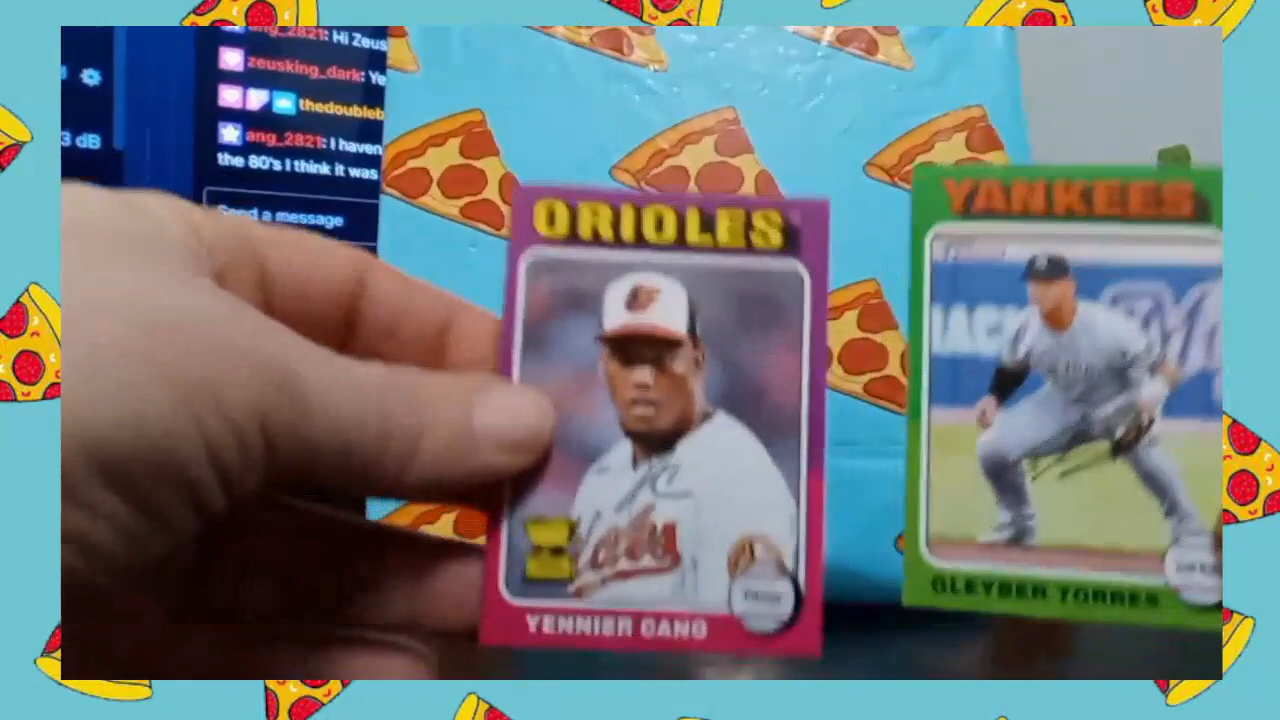 ang_2821: Hi Zeus
zeusking_dark: Ye
thedoubleb
3 dB
ang_2821: I haven
the 80's I think it was
Send a message
ORIOLES
YENNIER CANO
YANKEES
GLEYBER TORRES